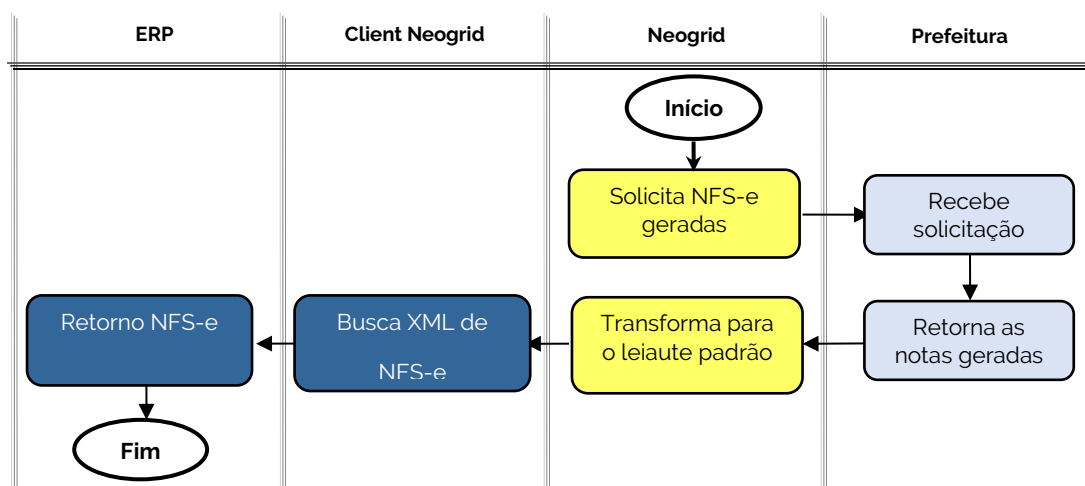 ERP
Client Neogrid
Neogrid
Prefeitura
Início
Solicita NFS-e
geradas
Recebe
solicitação
Retorno NFS-e
Busca XML de
NFS-e
Transforma para
o leiaute padrão
Retorna as
notas geradas
Fim